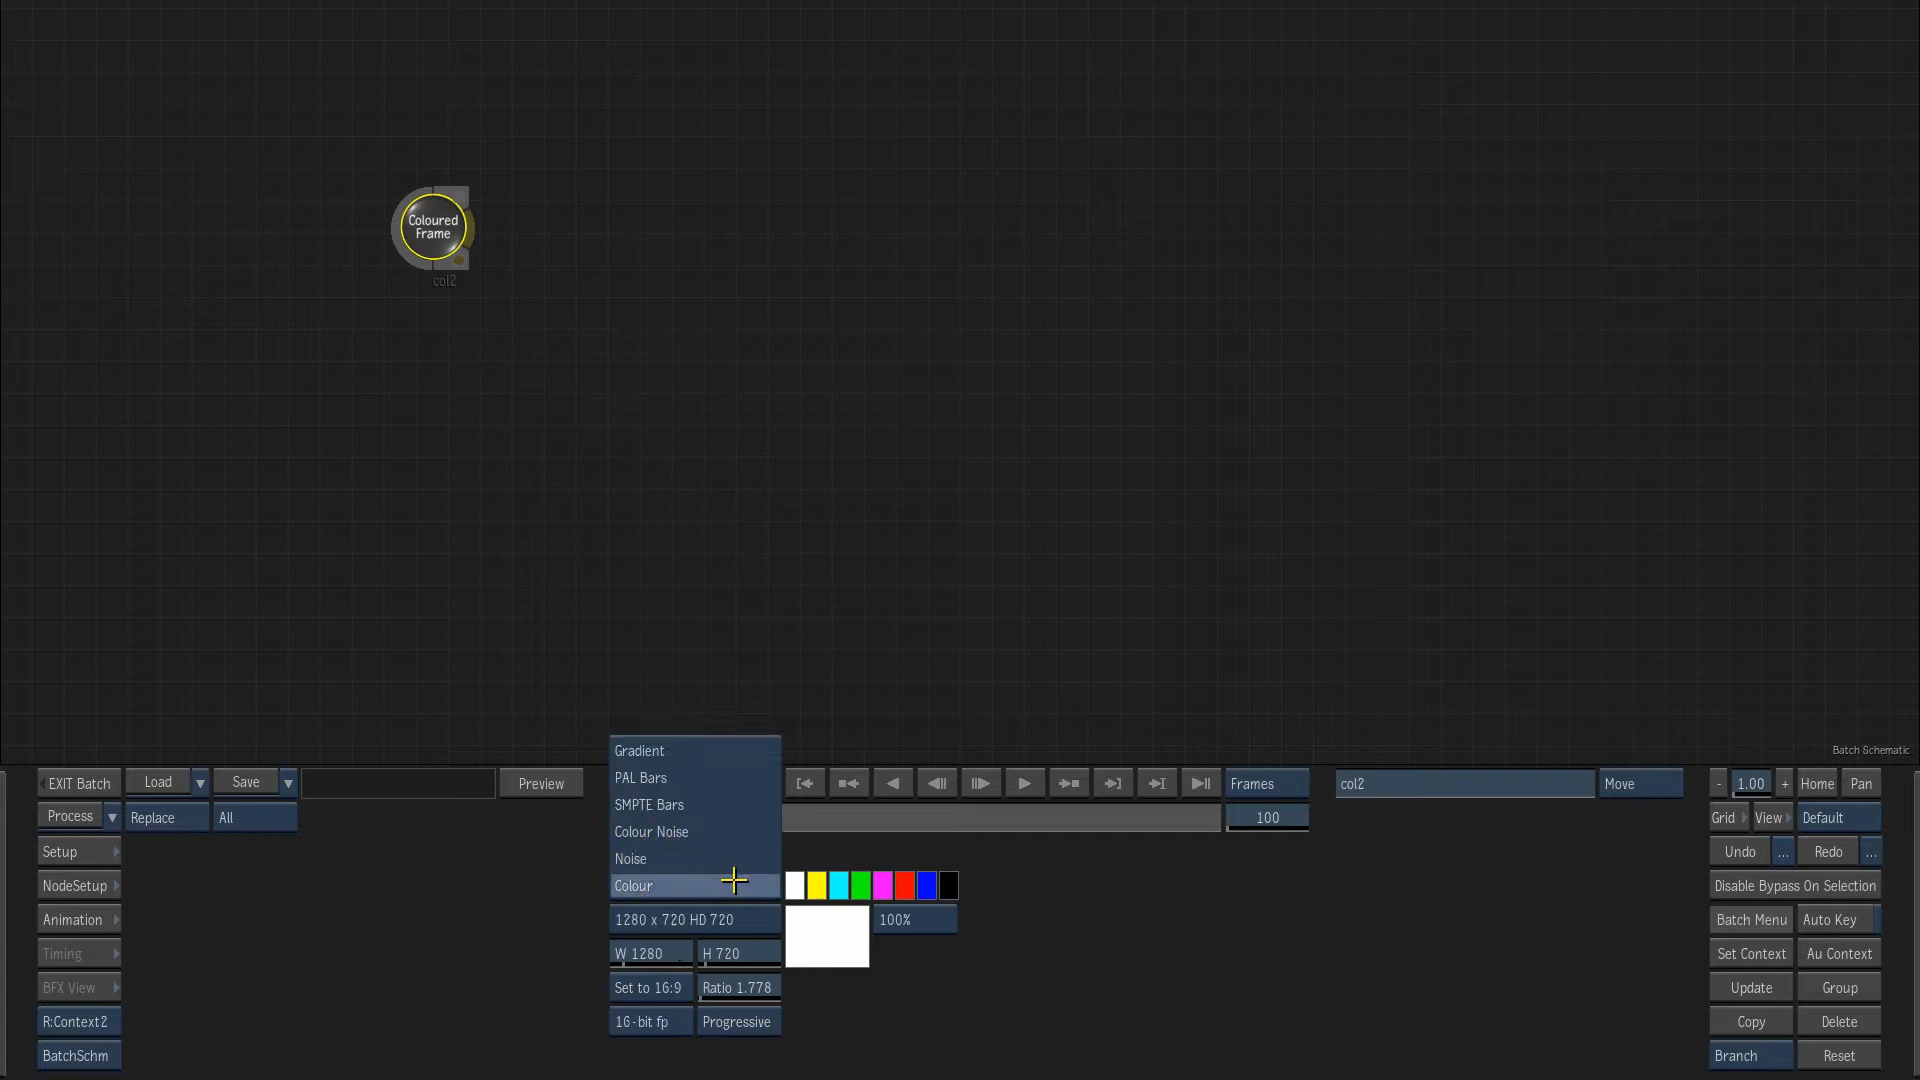 Coloured
Frame
col2
Batch Schematic
Gradient
PAL Bars
SMPTE Bars
Colour Noise
Noise
Colour
EXIT Batch
Load
Save
Preview
Frames
col2
Move
-
1.00
+
Home
Pan
Process
Replace
All
100
Grid
View
Default
Setup
Undo
...
Redo
...
NodeSetup
Disable Bypass On Selection
Animation
1280 x 720 HD 720
100%
Batch Menu
Auto Key
Timing
W 1280
H 720
Set Context
Au Context
BFX View
Set to 16:9
Ratio 1.778
Update
Group
R:Context2
16-bit fp
Progressive
Copy
Delete
BatchSchm
Branch
Reset